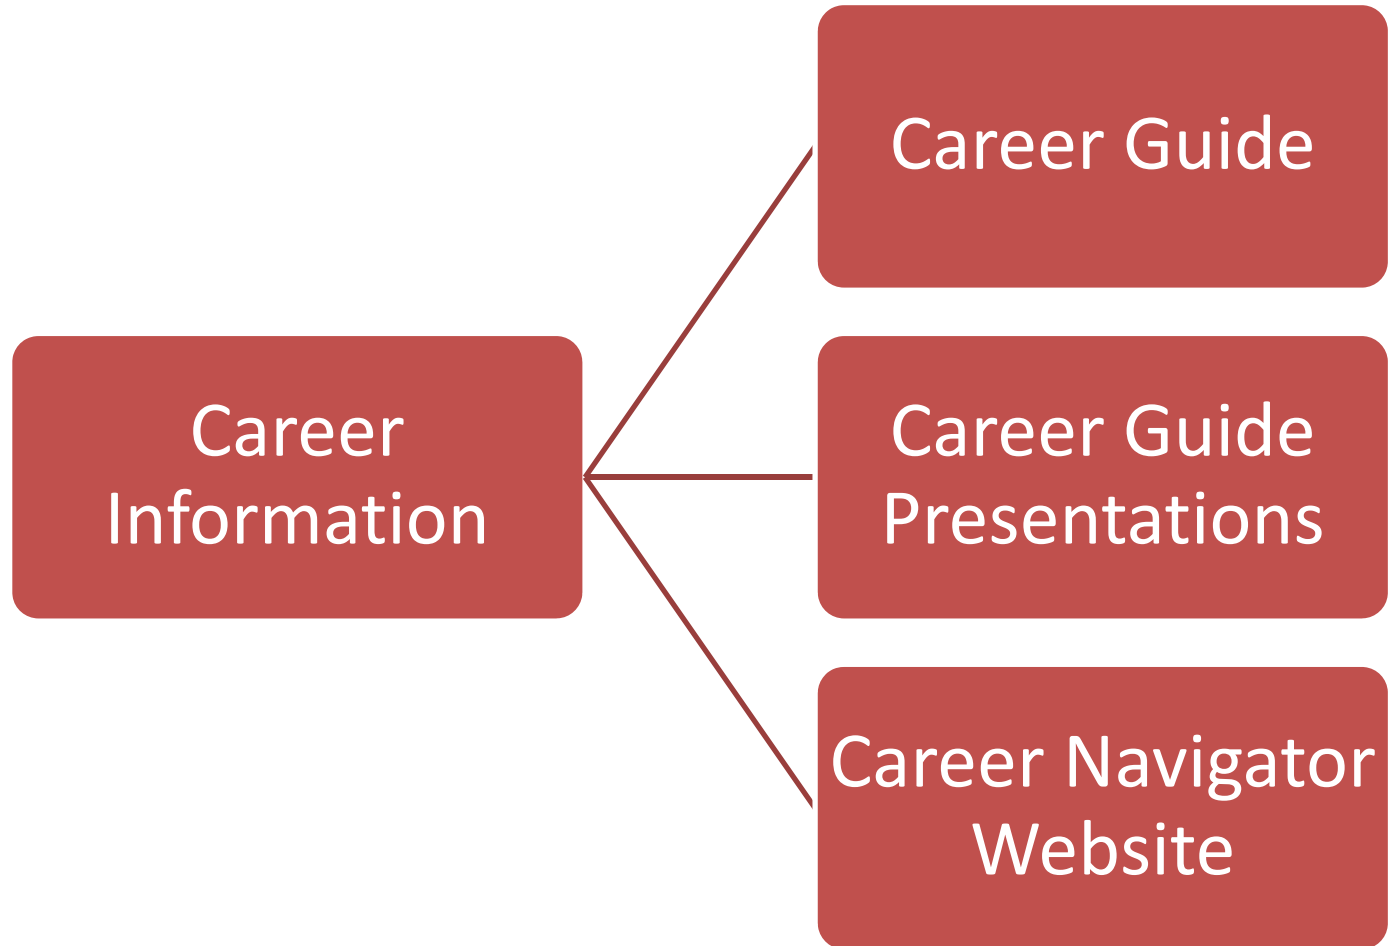 Career Guide
Career
Information
Career Guide
Presentations
Career Navigator
Website